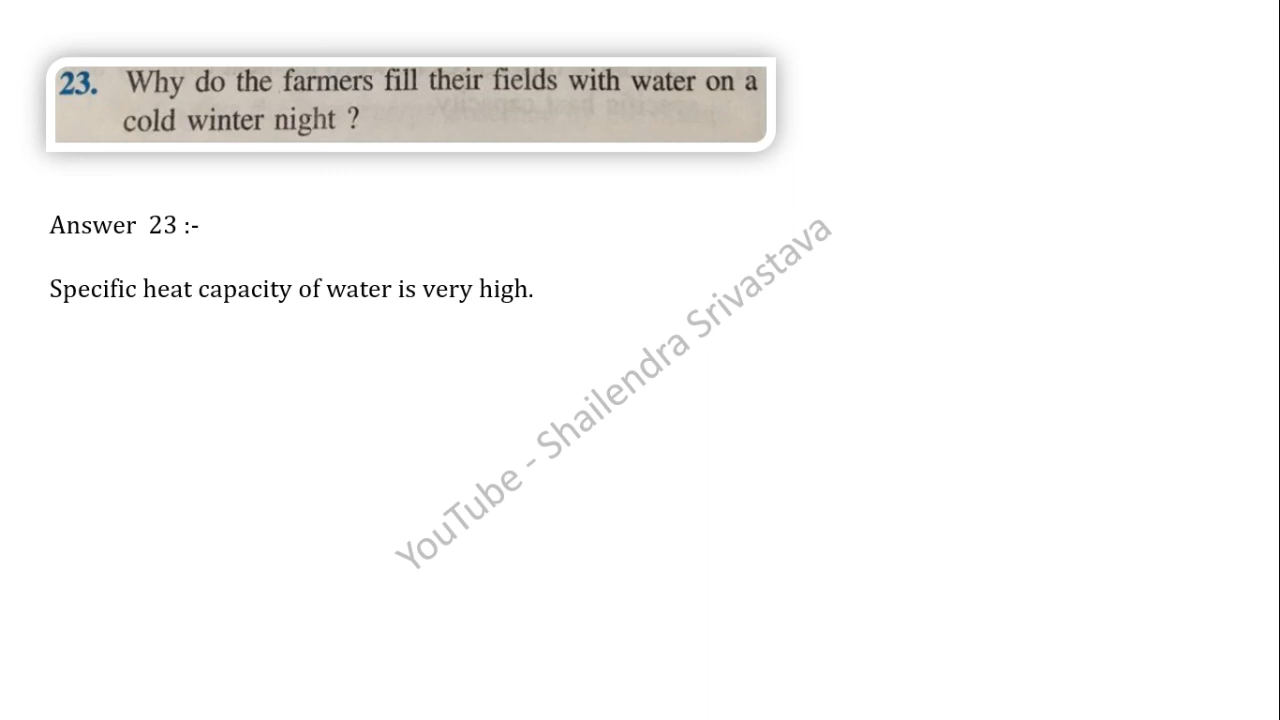 23. Why do the farmers fill their fields with water on a
cold winter night ?
Answer 23 :-
Specific heat capacity of water is very high.
YouTube - Shailendra Srivastava